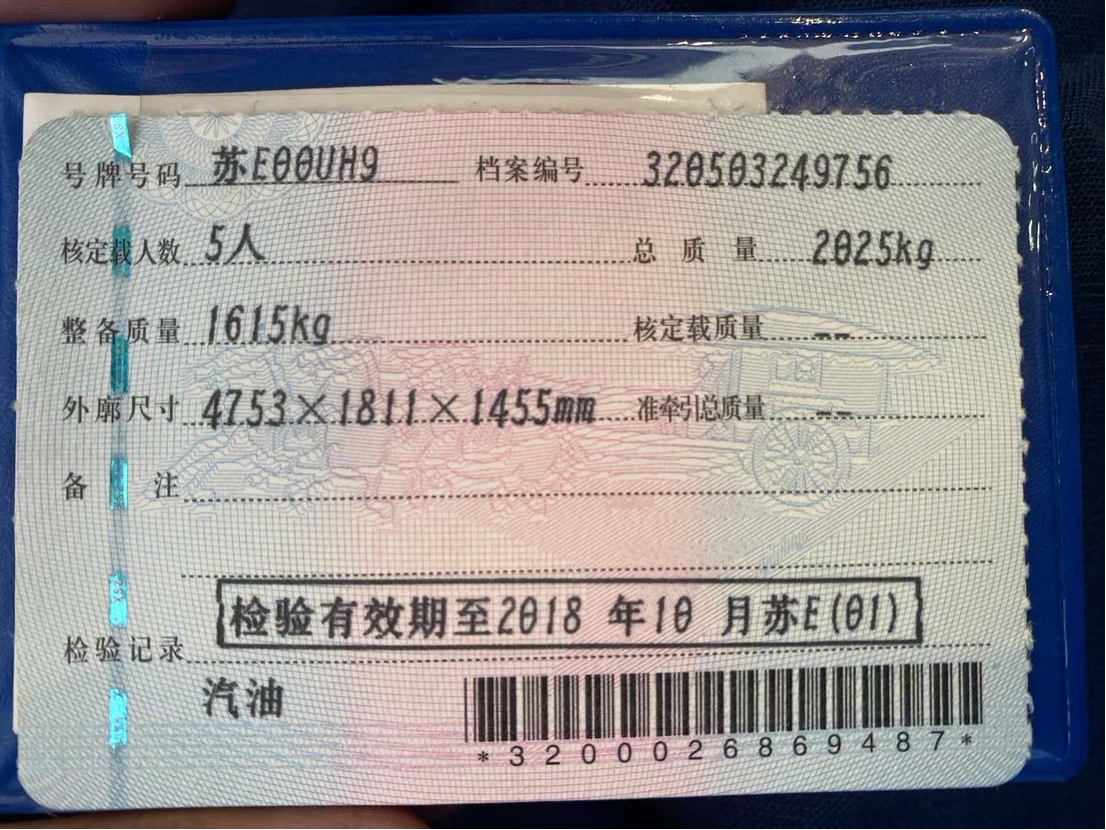 号牌号码 苏E00UH9 档案编号 320503249756
核定载人数 5人 总质量 2025kg
整备质量 1615kg 核定载质量 --
外廓尺寸 4753×1811×1455mm 准牵引总质量 --
备注
检验记录 检验有效期至2018 年10 月苏E(01)
汽油
*3200026869487*